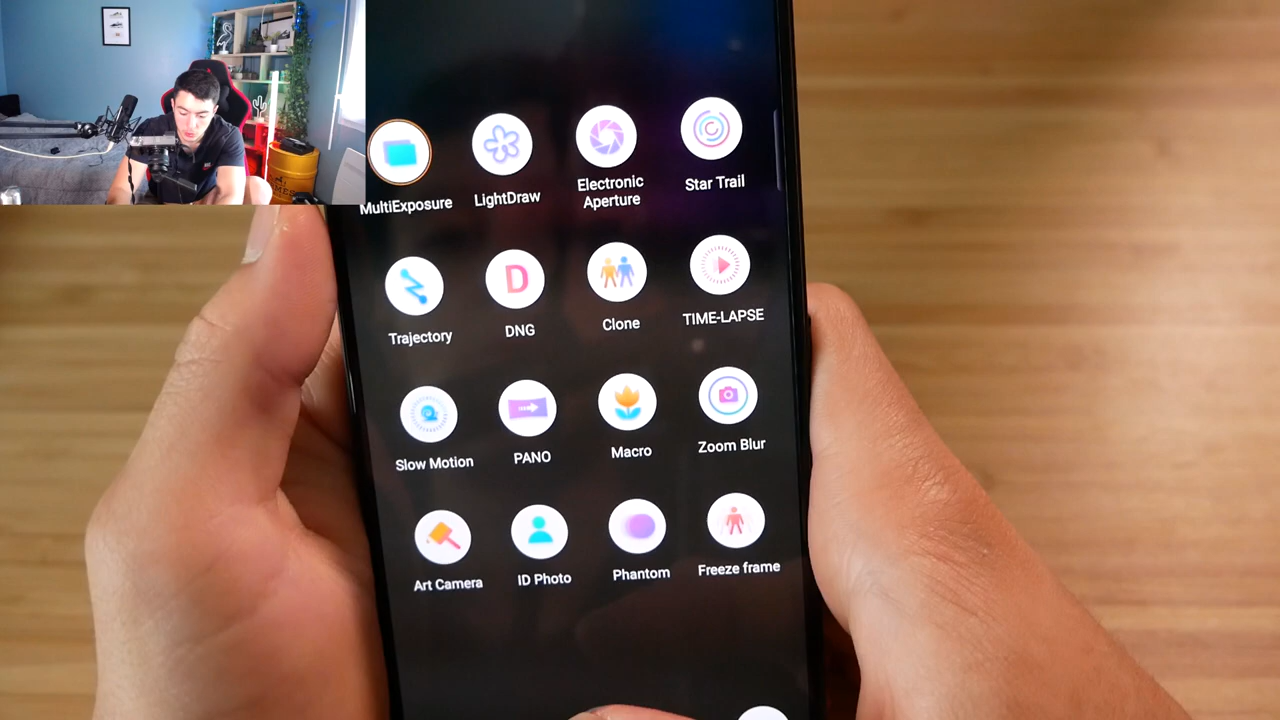 MultiExposure
LightDraw
Electronic
Aperture
Star Trail
Trajectory
D
DNG
Clone
TIME-LAPSE
Slow Motion
PANO
Macro
Zoom Blur
Art Camera
ID Photo
Phantom
Freeze frame